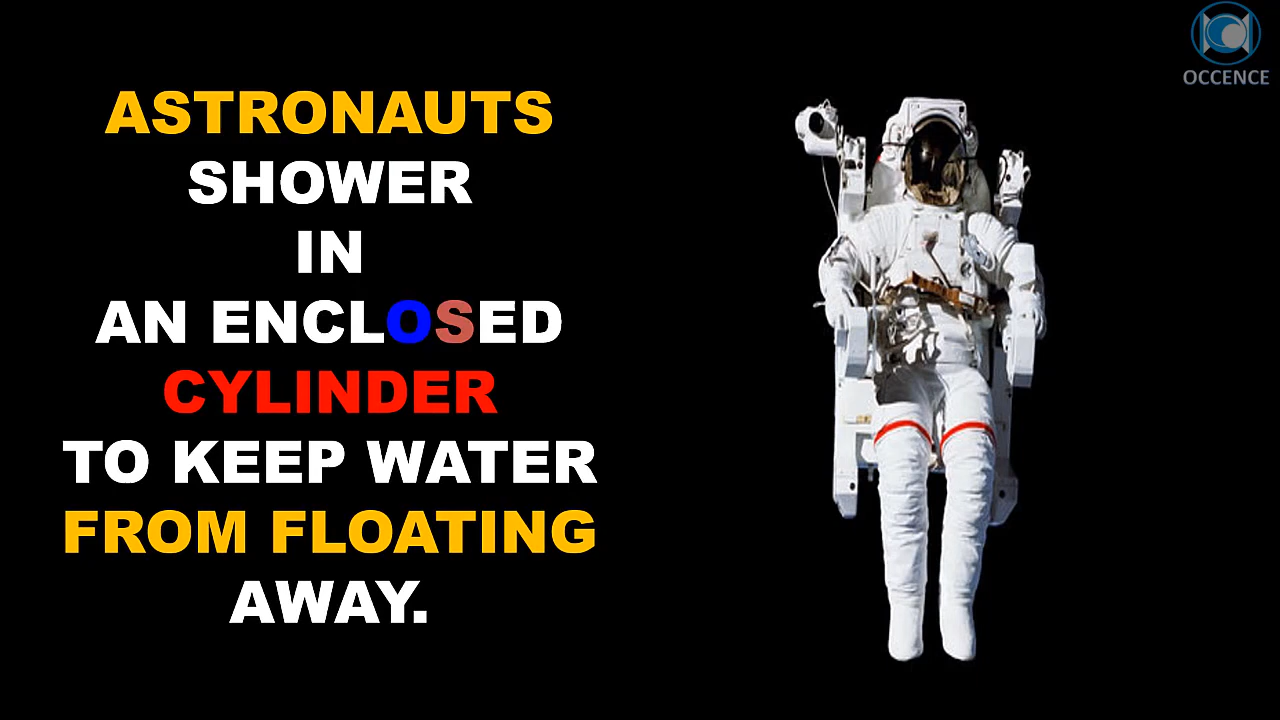 OCCENCE
ASTRONAUTS
SHOWER
IN
AN ENCLOSED
CYLINDER
TO KEEP WATER
FROM FLOATING
AWAY.